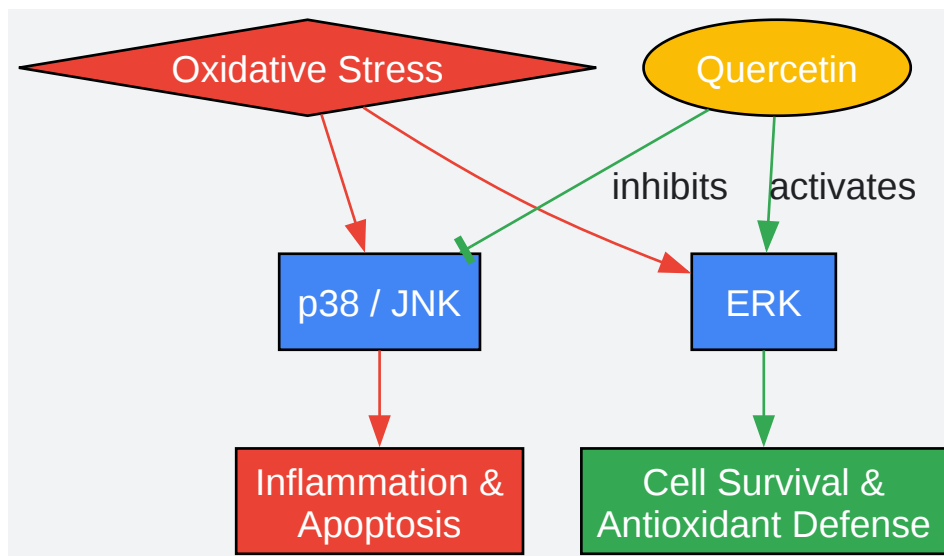 Oxidative Stress
Quercetin
inhibits
activates
p38 / JNK
ERK
Inflammation &
Apoptosis
Cell Survival &
Antioxidant Defense